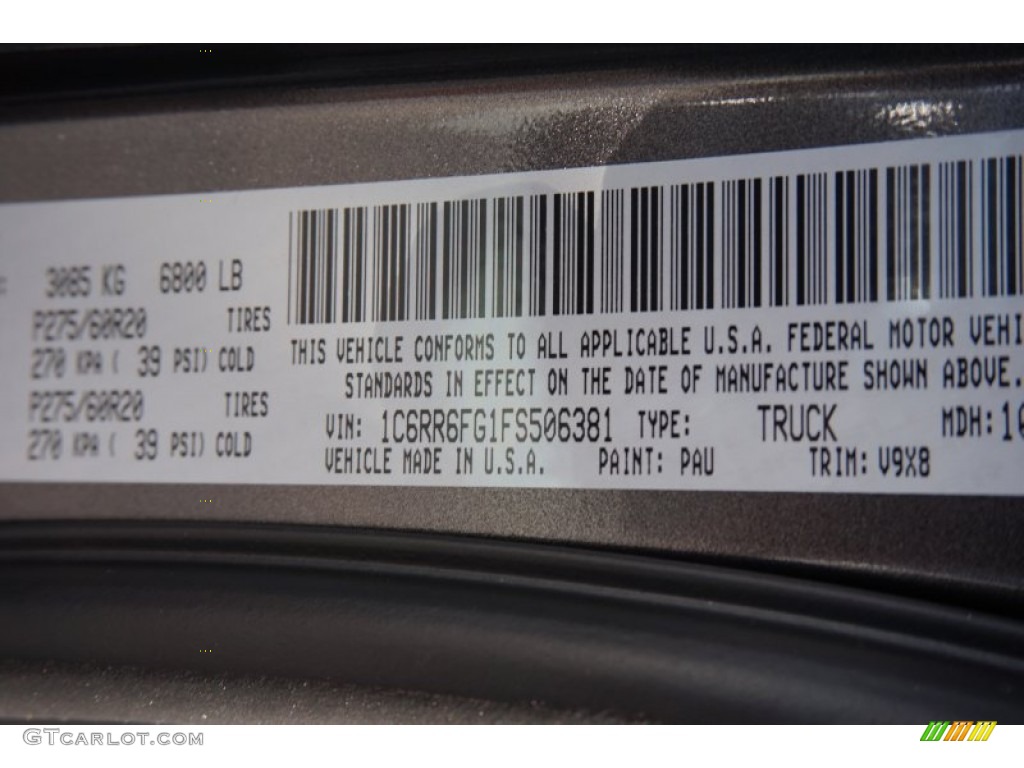 3085 KG 6800 LB
P275/60R20 TIRES
270 KPA ( 39 PSI) COLD
P275/60R20 TIRES
270 KPA ( 39 PSI) COLD
THIS VEHICLE CONFORMS TO ALL APPLICABLE U.S.A. FEDERAL MOTOR VEHI
STANDARDS IN EFFECT ON THE DATE OF MANUFACTURE SHOWN ABOVE.
VIN: 1C6RR6FG1FS506381 TYPE: TRUCK MDH:
VEHICLE MADE IN U.S.A. PAINT: PAU TRIM: V9X8
GTCARLOT.COM